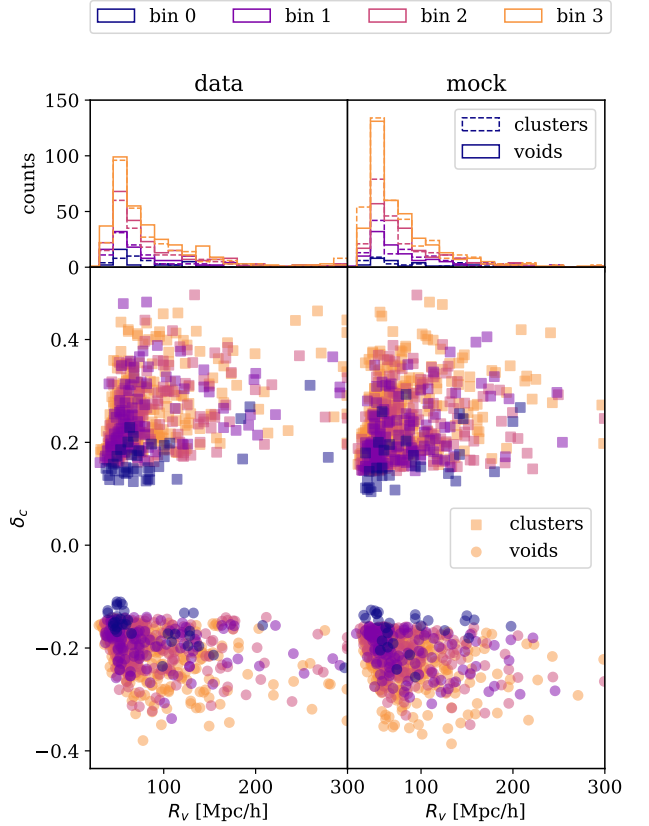 bin 0 bin 1 bin 2 bin 3
data mock
150
100
50
0
counts
clusters
voids
0.4
0.2
0.0
−0.2
−0.4
δc
clusters
voids
100 200 300 100 200 300
Rv [Mpc/h] Rv [Mpc/h]